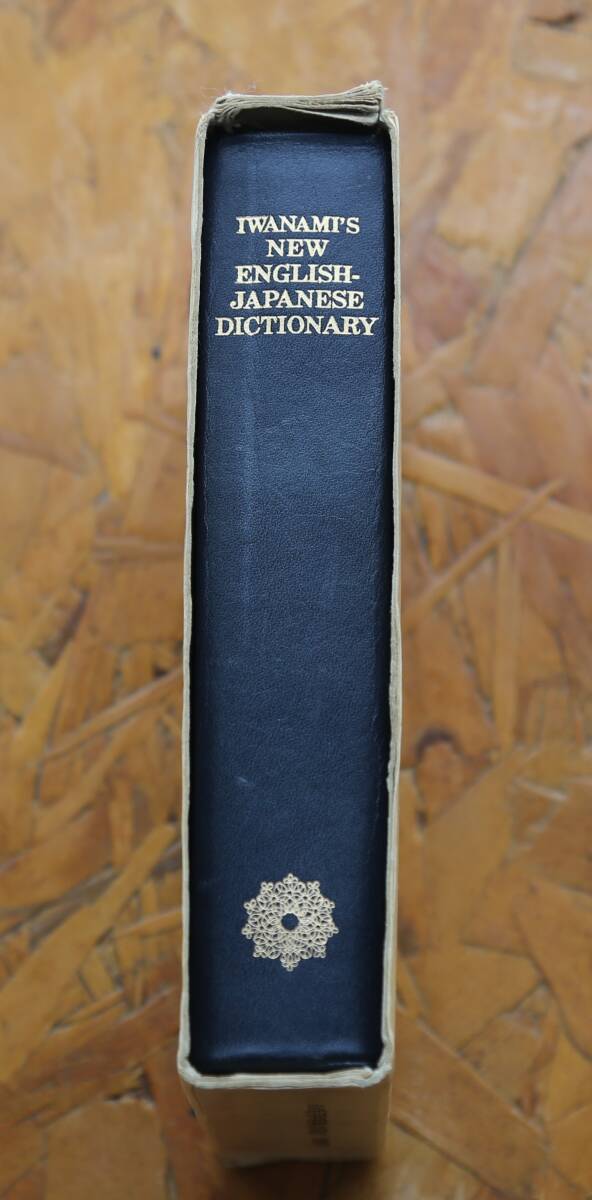 IWANAMI'S
NEW
ENGLISH-
JAPANESE
DICTIONARY